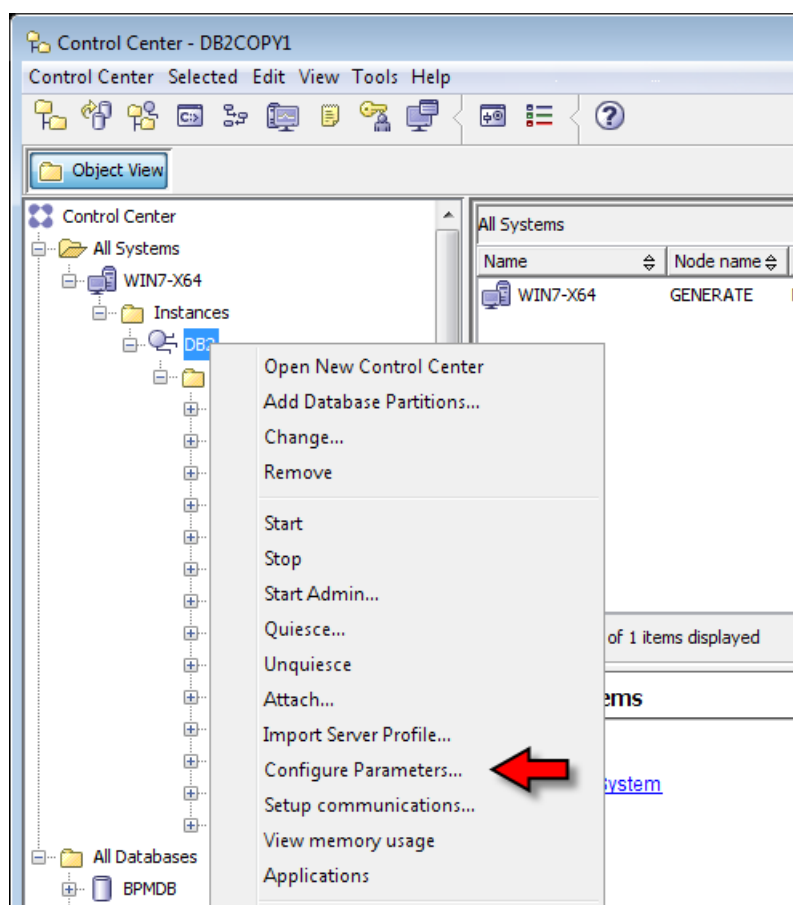 Control Center - DB2COPY1
Control Center Selected Edit View Tools Help
Object View
Control Center
All Systems
WIN7-X64
Instances
DB2
All Databases
BPMDB
All Systems
Name Node name
WIN7-X64 GENERATE
Open New Control Center
Add Database Partitions...
Change...
Remove
Start
Stop
Start Admin...
Quiesce...
Unquiesce
Attach...
Import Server Profile...
Configure Parameters...
Setup communications...
View memory usage
Applications
of 1 items displayed